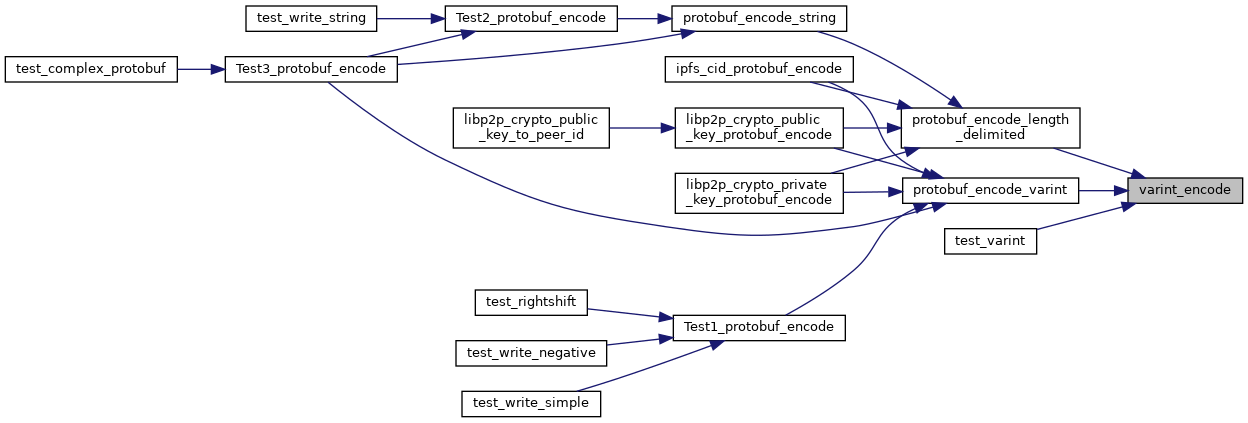 test_write_string
Test2_protobuf_encode
protobuf_encode_string
test_complex_protobuf
Test3_protobuf_encode
ipfs_cid_protobuf_encode
libp2p_crypto_public
_key_to_peer_id
libp2p_crypto_public
_key_protobuf_encode
protobuf_encode_length
_delimited
libp2p_crypto_private
_key_protobuf_encode
protobuf_encode_varint
varint_encode
test_varint
test_rightshift
Test1_protobuf_encode
test_write_negative
test_write_simple